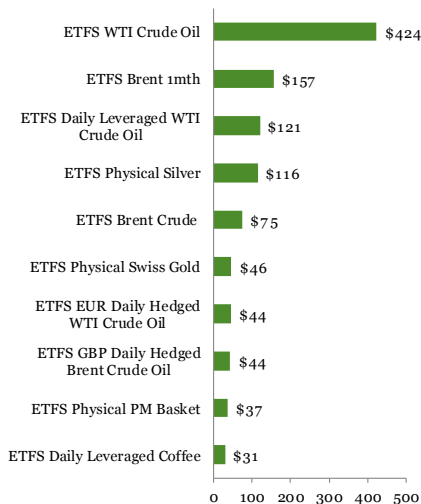 ETFS WTI Crude Oil
$424
ETFS Brent 1mth
$157
ETFS Daily Leveraged WTI
Crude Oil
$121
ETFS Physical Silver
$116
ETFS Brent Crude
$75
ETFS Physical Swiss Gold
$46
ETFS EUR Daily Hedged
WTI Crude Oil
$44
ETFS GBP Daily Hedged
Brent Crude Oil
$44
ETFS Physical PM Basket
$37
ETFS Daily Leveraged Coffee
$31
0 100 200 300 400 500